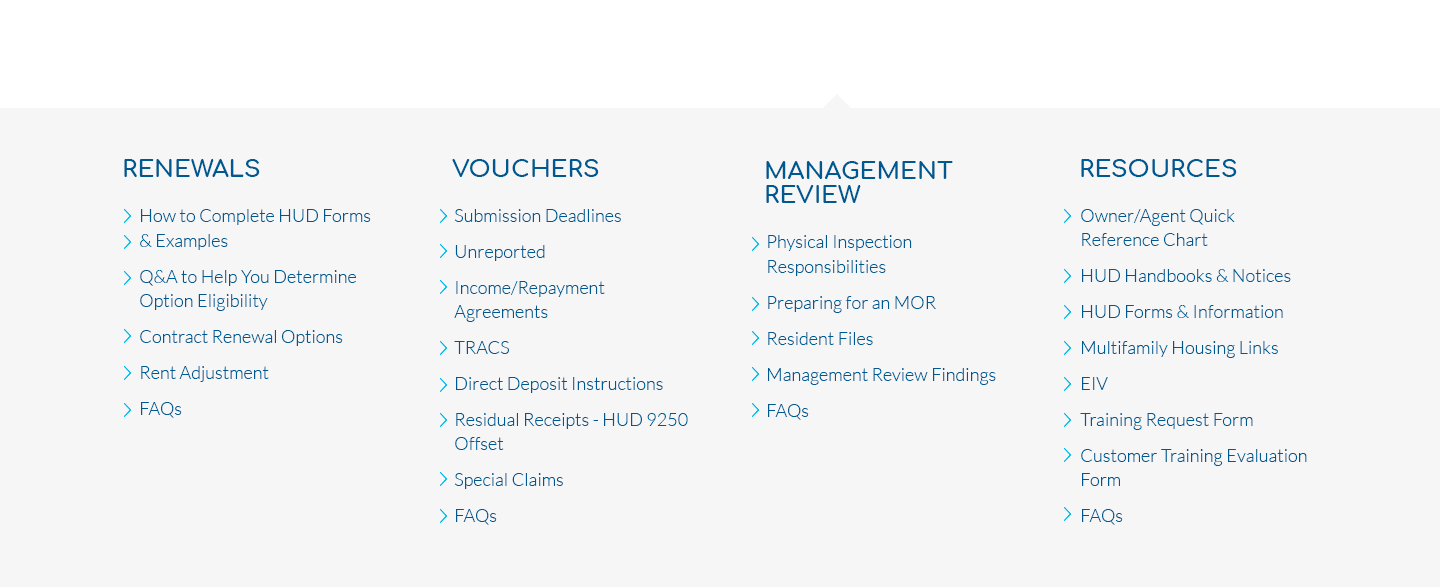 RENEWALS
How to Complete HUD Forms
& Examples
Q&A to Help You Determine
Option Eligibility
Contract Renewal Options
Rent Adjustment
FAQs
VOUCHERS
Submission Deadlines
Unreported
Income/Repayment
Agreements
TRACS
Direct Deposit Instructions
Residual Receipts - HUD 9250
Offset
Special Claims
FAQs
MANAGEMENT
REVIEW
Physical Inspection
Responsibilities
Preparing for an MOR
Resident Files
Management Review Findings
FAQs
RESOURCES
Owner/Agent Quick
Reference Chart
HUD Handbooks & Notices
HUD Forms & Information
Multifamily Housing Links
EIV
Training Request Form
Customer Training Evaluation
Form
FAQs